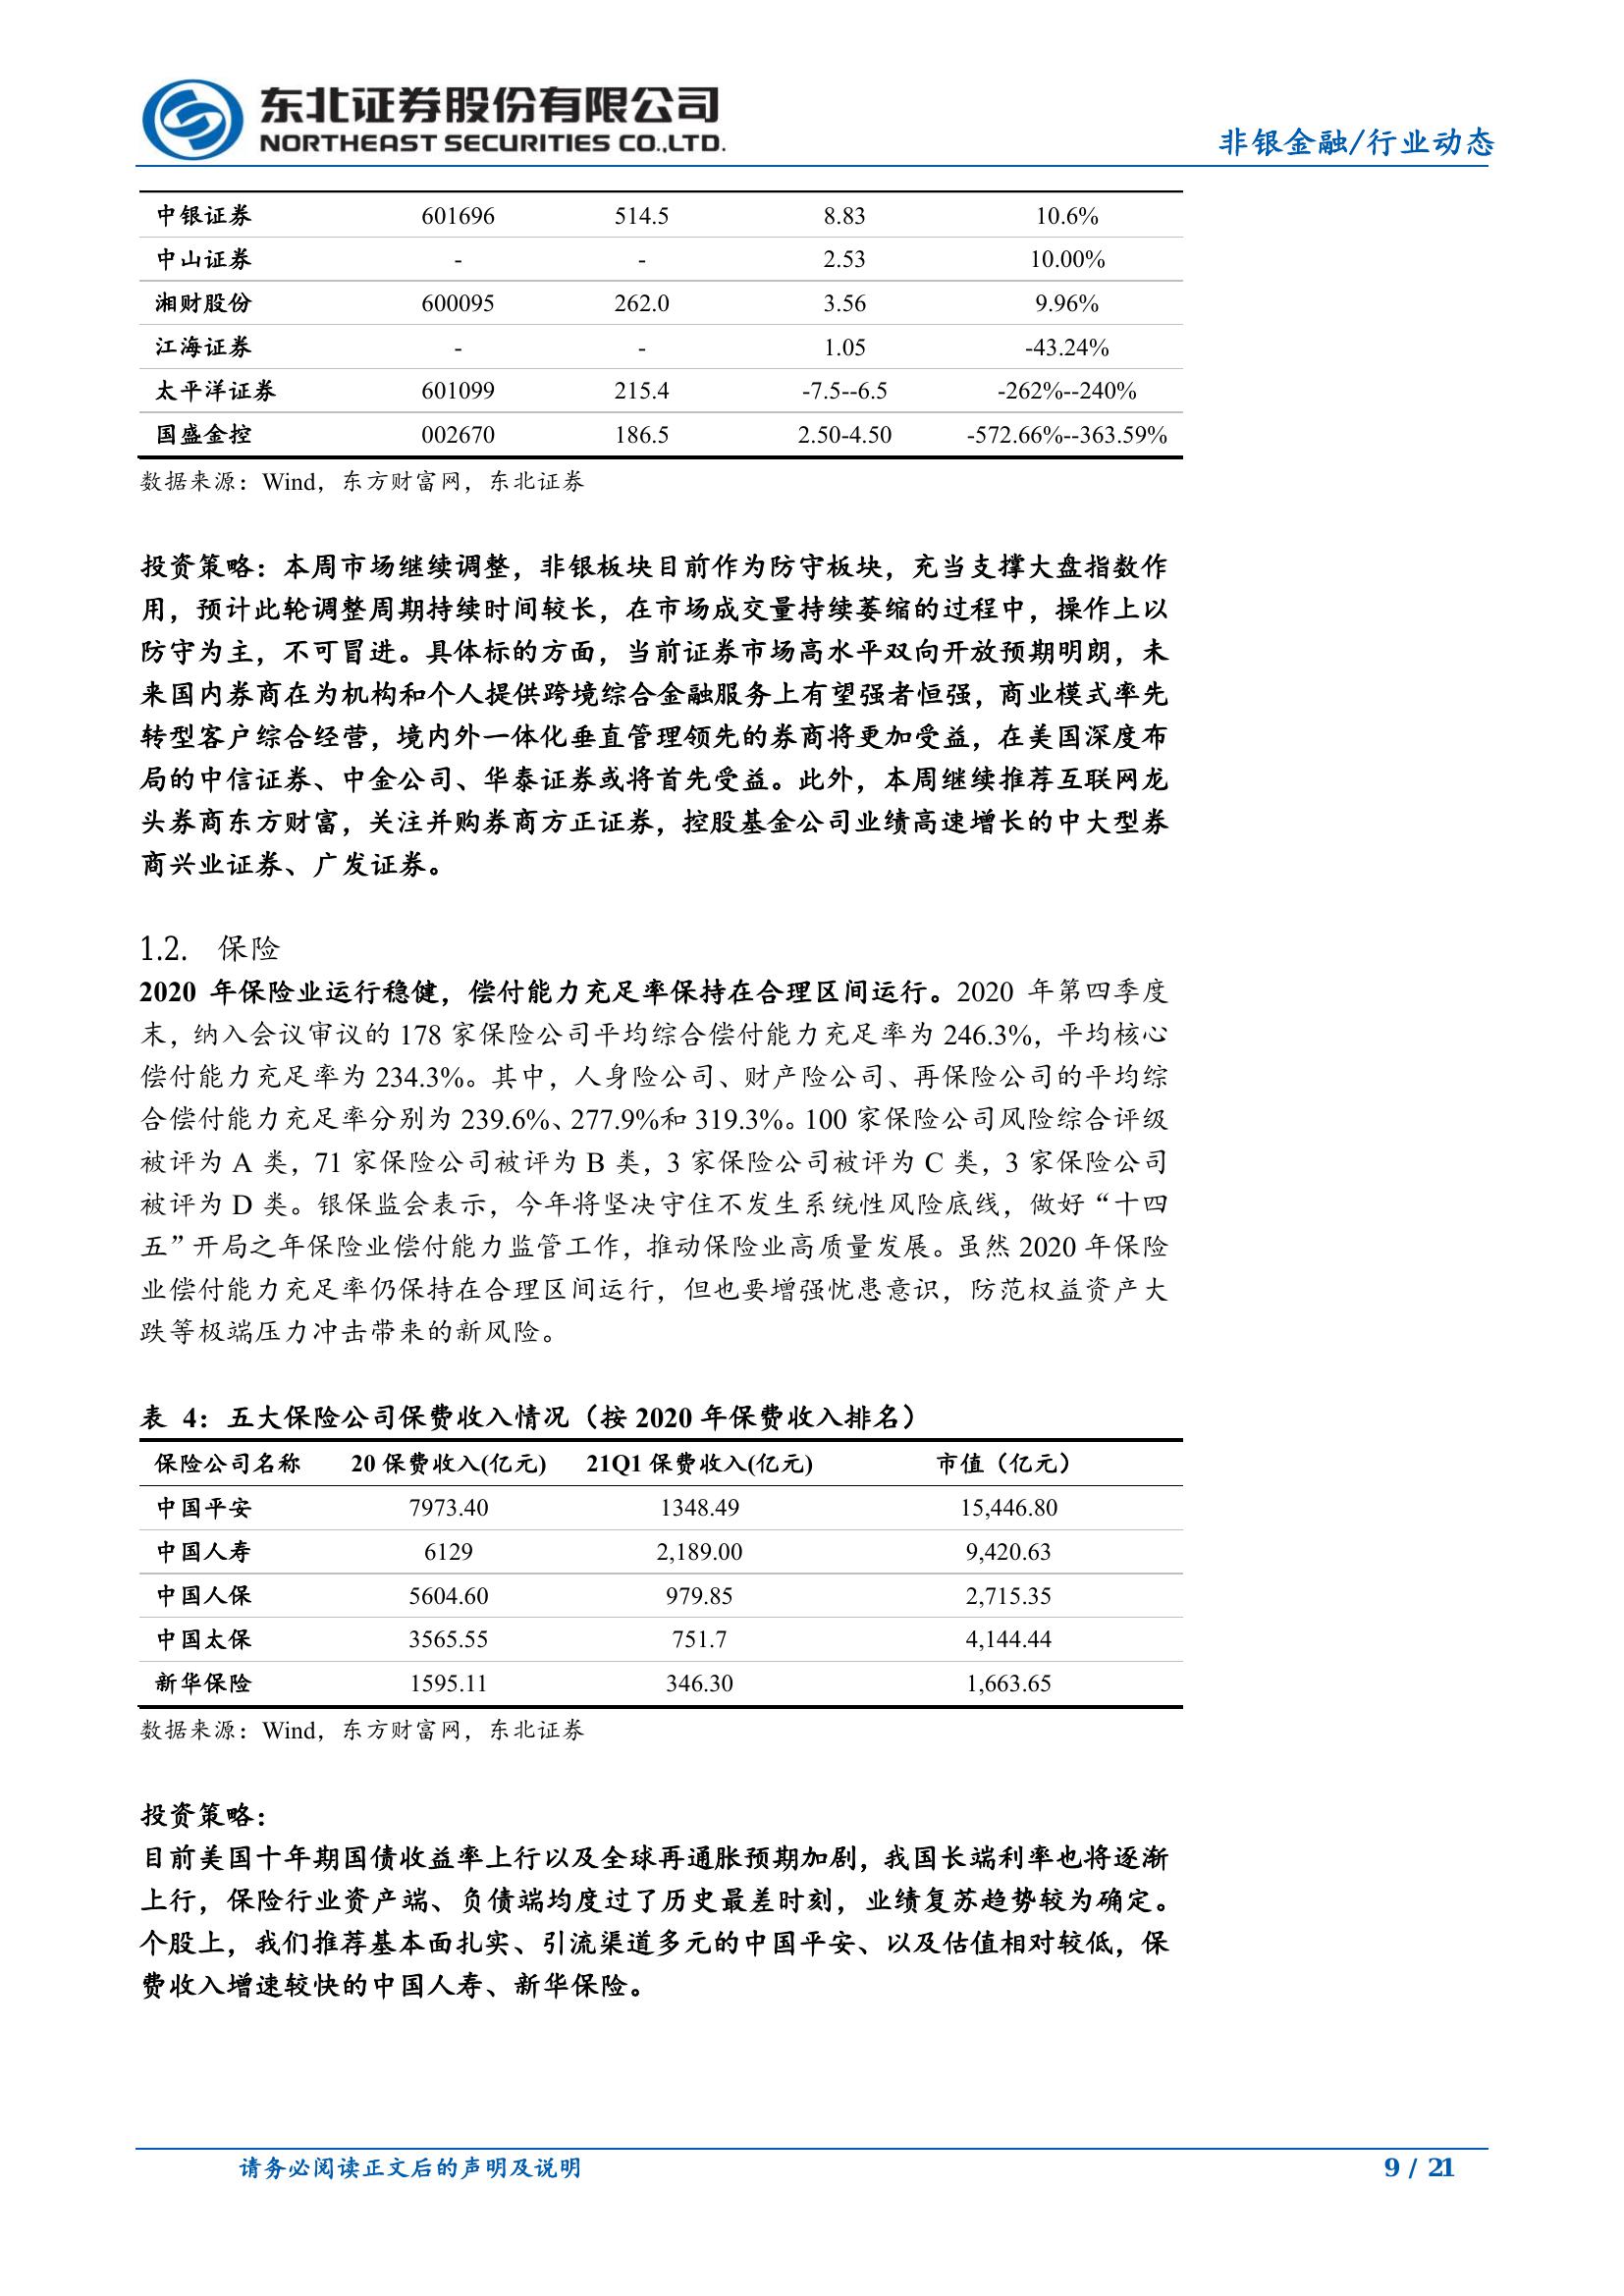 东北证券股份有限公司
NORTHEAST SECURITIES CO.,LTD.
非银金融/行业动态
中银证券 601696 514.5 8.83 10.6%
中山证券 - - 2.53 10.00%
湘财股份 600095 262.0 3.56 9.96%
江海证券 - - 1.05 -43.24%
太平洋证券 601099 215.4 -7.5--6.5 -262%--240%
国盛金控 002670 186.5 2.50-4.50 -572.66%--363.59%
数据来源：Wind，东方财富网，东北证券
投资策略：本周市场继续调整，非银板块目前作为防守板块，充当支撑大盘指数作
用，预计此轮调整周期持续时间较长，在市场成交量持续萎缩的过程中，操作上以
防守为主，不可冒进。具体标的方面，当前证券市场高水平双向开放预期明朗，未
来国内券商在为机构和个人提供跨境综合金融服务上有望强者恒强，商业模式率先
转型客户综合经营，境内外一体化垂直管理领先的券商将更加受益，在美国深度布
局的中信证券、中金公司、华泰证券或将首先受益。此外，本周继续推荐互联网龙
头券商东方财富，关注并购券商方正证券，控股基金公司业绩高速增长的中大型券
商兴业证券、广发证券。
1.2. 保险
2020 年保险业运行稳健，偿付能力充足率保持在合理区间运行。2020 年第四季度
末，纳入会议审议的 178 家保险公司平均综合偿付能力充足率为 246.3%，平均核心
偿付能力充足率为 234.3%。其中，人身险公司、财产险公司、再保险公司的平均综
合偿付能力充足率分别为 239.6%、277.9%和 319.3%。100 家保险公司风险综合评级
被评为 A 类，71 家保险公司被评为 B 类，3 家保险公司被评为 C 类，3 家保险公司
被评为 D 类。银保监会表示，今年将坚决守住不发生系统性风险底线，做好“十四
五”开局之年保险业偿付能力监管工作，推动保险业高质量发展。虽然 2020 年保险
业偿付能力充足率仍保持在合理区间运行，但也要增强忧患意识，防范权益资产大
跌等极端压力冲击带来的新风险。
表 4：五大保险公司保费收入情况（按 2020 年保费收入排名）
保险公司名称 20 保费收入(亿元) 21Q1 保费收入(亿元) 市值（亿元）
中国平安 7973.40 1348.49 15,446.80
中国人寿 6129 2,189.00 9,420.63
中国人保 5604.60 979.85 2,715.35
中国太保 3565.55 751.7 4,144.44
新华保险 1595.11 346.30 1,663.65
数据来源：Wind，东方财富网，东北证券
投资策略：
目前美国十年期国债收益率上行以及全球再通胀预期加剧，我国长端利率也将逐渐
上行，保险行业资产端、负债端均度过了历史最差时刻，业绩复苏趋势较为确定。
个股上，我们推荐基本面扎实、引流渠道多元的中国平安、以及估值相对较低，保
费收入增速较快的中国人寿、新华保险。
请务必阅读正文后的声明及说明
9 / 21